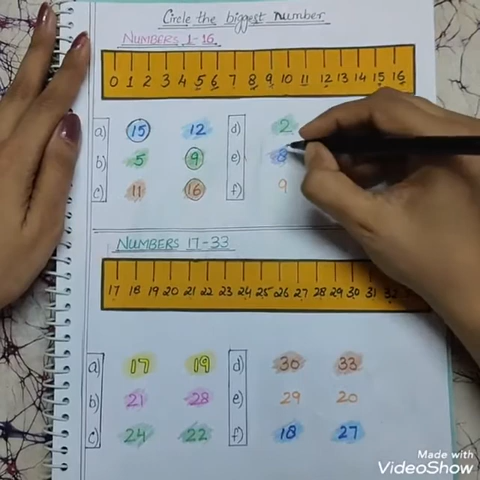 Circle the biggest number
NUMBERS 1-16
0 1 2 3 4 5 6 7 8 9 10 11 12 13 14 15 16
a) 15 12 d) 2
b) 5 9 e) 8
c) 11 16 f) 9
NUMBERS 17-33
17 18 19 20 21 22 23 24 25 26 27 28 29 30 31 32
a) 17 19 d) 30 33
b) 21 28 e) 29 20
c) 24 22 f) 18 27
Made with
VideoShow